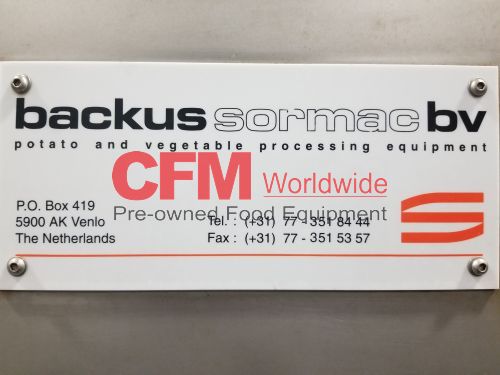 backus sormac bv
potato and vegetable processing equipment
CFM Worldwide
Pre-owned Food Equipment
P.O. Box 419
5900 AK Venlo
The Netherlands
Tel. : (+31) 77 - 351 84 44
Fax : (+31) 77 - 351 53 57